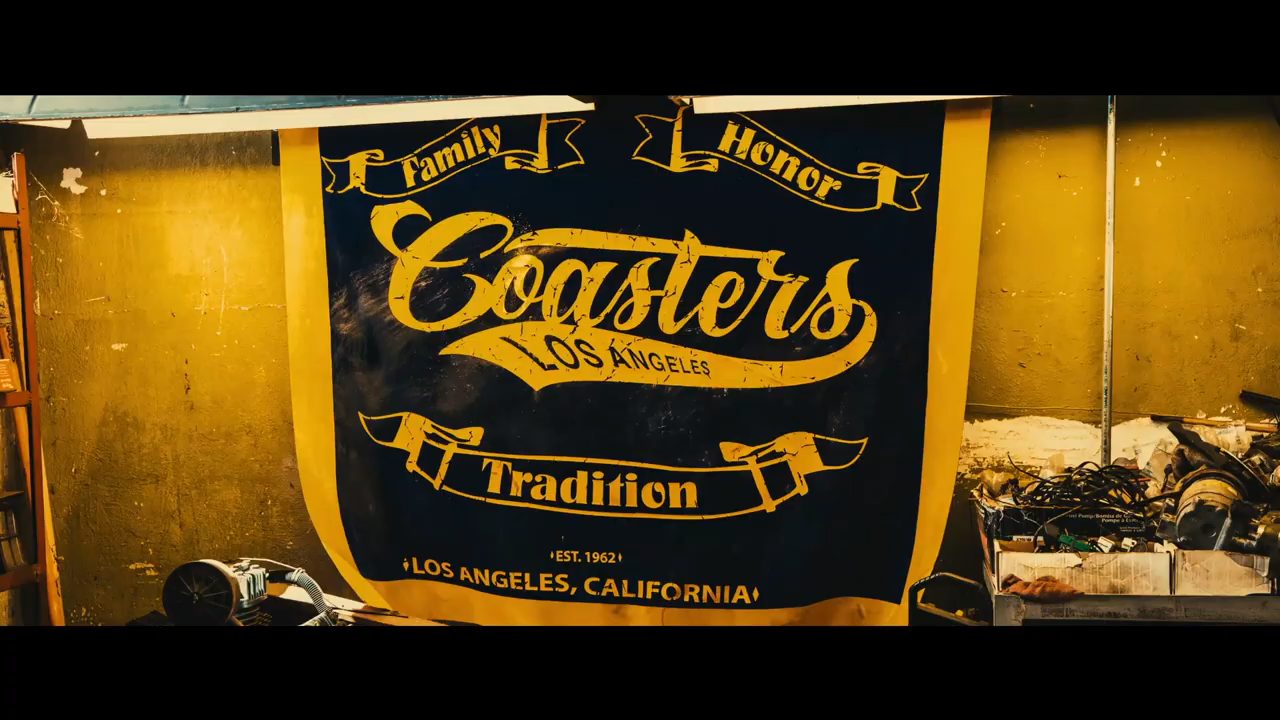 Family
Honor
Coasters
LOS ANGELES
Tradition
EST. 1962
LOS ANGELES, CALIFORNIA